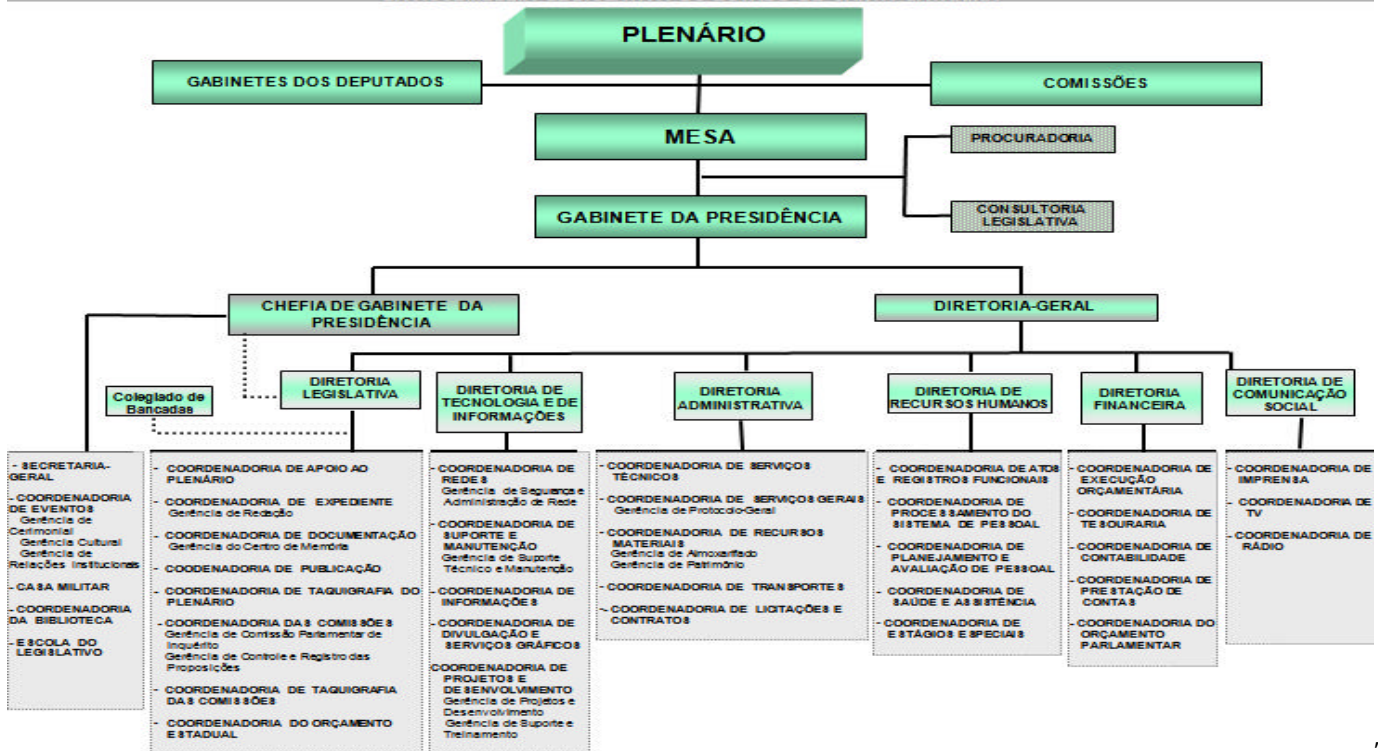 PLENÁRIO
GABINETES DOS DEPUTADOS
COMISSÕES
MESA
PROCURADORIA
GABINETE DA PRESIDÊNCIA
CONSULTORIA
LEGISLATIVA
CHEFIA DE GABINETE DA
PRESIDÊNCIA
DIRETORIA-GERAL
Colegiado de
Bancadas
DIRETORIA
LEGISLATIVA
DIRETORIA DE
TECNOLOGIA E DE
INFORMAÇÕES
DIRETORIA
ADMINISTRATIVA
DIRETORIA DE
RECURSOS HUMANOS
DIRETORIA
FINANCEIRA
DIRETORIA DE
COMUNICAÇÃO
SOCIAL
- SECRETARIA-
GERAL
- COORDENADORIA
DE EVENTOS
Gerência de
Cerimonial
Gerência Cultural
Gerência de
Relações Institucionais
- CASA MILITAR
- COORDENADORIA
DA BIBLIOTECA
- ESCOLA DO
LEGISLATIVO
- COORDENADORIA DE APOIO AO
PLENÁRIO
- COORDENADORIA DE EXPEDIENTE
Gerência de Redação
- COORDENADORIA DE DOCUMENTAÇÃO
Gerência do Centro de Memória
- COODENADORIA DE PUBLICAÇÃO
- COORDENADORIA DE TAQUIGRAFIA DO
PLENÁRIO
- COORDENADORIA DAS COMISSÕES
Gerência de Comissão Parlamentar de
Inquérito
Gerência de Controle e Registro das
Proposições
- COORDENADORIA DE TAQUIGRAFIA
DAS COMISSÕES
- COORDENADORIA DO ORÇAMENTO
ESTADUAL
- COORDENADORIA DE
REDES
Gerência de Segurança e
Administração de Rede
- COORDENADORIA DE
SUPORTE E
MANUTENÇÃO
Gerência de Suporte
Técnico e Manutenção
- COORDENADORIA DE
INFORMAÇÕES
- COORDENADORIA DE
DIVULGAÇÃO E
SERVIÇOS GRÁFICOS
COORDENADORIA DE
PROJETOS E
DESENVOLVIMENTO
Gerência de Projetos e
Desenvolvimento
Gerência de Suporte e
Treinamento
- COORDENADORIA DE SERVIÇOS
TÉCNICOS
- COORDENADORIA DE SERVIÇOS GERAIS
Gerência de Protocolo-Geral
- COORDENADORIA DE RECURSOS
MATERIAIS
Gerência de Almoxarifado
Gerência de Patrimônio
- COORDENADORIA DE TRANSPORTES
~ COORDENADORIA DE LICITAÇÕES E
CONTRATOS
- COORDENADORIA DE ATOS
E REGISTROS FUNCIONAIS
- COORDENADORIA DE
PROCESSAMENTO DO
SISTEMA DE PESSOAL
- COORDENADORIA DE
PLANEJAMENTO E
AVALIAÇÃO DE PESSOAL
- COORDENADORIA DE
SAÚDE E ASSISTÊNCIA
- COORDENADORIA DE
ESTÁGIOS ESPECIAIS
- COORDENADORIA DE
EXECUÇÃO
ORÇAMENTÁRIA
- COORDENADORIA DE
TESOURARIA
- COORDENADORIA DE
CONTABILIDADE
- COORDENADORIA DE
PRESTAÇÃO DE
CONTAS
- COORDENADORIA DO
ORÇAMENTO
PARLAMENTAR
- COORDENADORIA DE
IMPRENSA
- COORDENADORIA DE
TV
- COORDENADORIA DE
RÁDIO
,